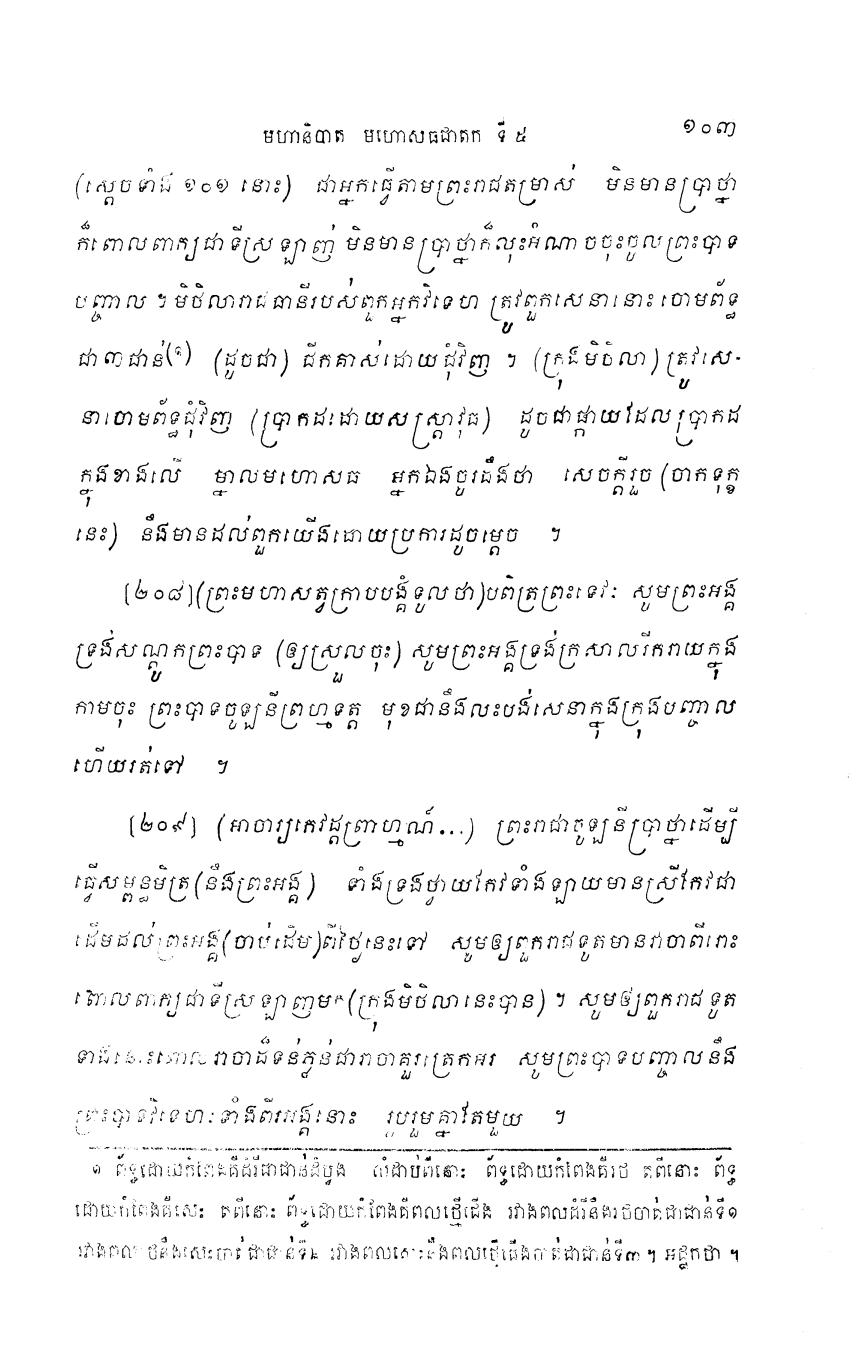 មហានិបាត មហោសធជាតក ទី ៥ ១០៣
(ស្តេចទាំង ១០១ នោះ) ជាអ្នកធ្វើតាមព្រះរាជតម្រាស់ មិនមានប្រាថ្នា
ក៏ពោលពាក្យជាទីស្រឡាញ់ មិនមានប្រាថ្នាក៏លុះអំណាចចុះចូលព្រះបាទ
បញ្ចាល ។ មិថិលារាជធានីរបស់ពួកអ្នកវិទេហ ត្រូវពួកសេនានោះចោមព័ទ្ធ
ជា៣ជាន់(១) (ដូចជា) ជីកគាស់ដោយជុំវិញ ។ (ក្រុងមិថិលា) ត្រូវសេ-
នាចោមព័ទ្ធជុំវិញ (ប្រាកដដោយសស្ត្រាវុធ) ដូចជាផ្កាយដែលប្រាកដ
ក្នុងខាងលើ ម្នាលមហោសធ អ្នកឯងចូរដឹងថា សេចក្តីរួច (ចាកទុក្ខ
នេះ) នឹងមានដល់ពួកយើងដោយប្រការដូចម្តេច ។
[២០៨] (ព្រះមហាសត្វក្រាបបង្គំទូលថា) បពិត្រព្រះទេវៈ សូមព្រះអង្គ
ទ្រង់សណ្តូកព្រះបាទ (ឲ្យស្រួលចុះ) សូមព្រះអង្គទ្រង់ក្រសាលរីករាយក្នុង
កាមចុះ ព្រះបាទចូឡនីព្រហ្មទត្ត មុខជានឹងលះបង់សេនាក្នុងក្រុងបញ្ចាល
ហើយរត់ទៅ ។
[២០៩] (អាចារ្យកេវដ្តព្រាហ្មណ៍...) ព្រះរាជាចូឡនីប្រាថ្នាដើម្បី
ធ្វើសម្ពន្ធមិត្រ (នឹងព្រះអង្គ) ទាំងទ្រង់ថ្វាយកែវទាំងឡាយមានស្រីកែវជា
ដើមដល់ព្រះអង្គ (ចាប់ដើម) ពីថ្ងៃនេះទៅ សូមឲ្យពួករាជទូតមានវាចាពីរោះ
ពោលពាក្យជាទីស្រឡាញ់មក (ក្រុងមិថិលានេះបាន) ។ សូមឲ្យពួករាជទូត
ទាំងនេះពោលវាចាដ៏ទន់ភ្លន់ជាវាចាគួរត្រេកអរ សូមព្រះបាទបញ្ចាលនឹង
ព្រះបាទវិទេហៈទាំងពីរអង្គនោះ រូបរួមគ្នាតែមួយ ។
១ ព័ទ្ធដោយកំពែងគឺដំរីជាជាន់ដំបូង លំដាប់ពីនោះ ព័ទ្ធដោយកំពែងគឺរថ តពីនោះ ព័ទ្ធ
ដោយកំពែងគឺសេះ តពីនោះ ព័ទ្ធដោយកំពែងគឺពលថ្មើជើង រវាងពលដំរីនឹងរថចាត់ជាជាន់ទី១
រវាងពលរថនឹងសេះចាត់ជាជាន់ទី២ រវាងពលសេះនឹងពលថ្មើជើងចាត់ជាជាន់ទី៣ ។ អដ្ឋកថា ។